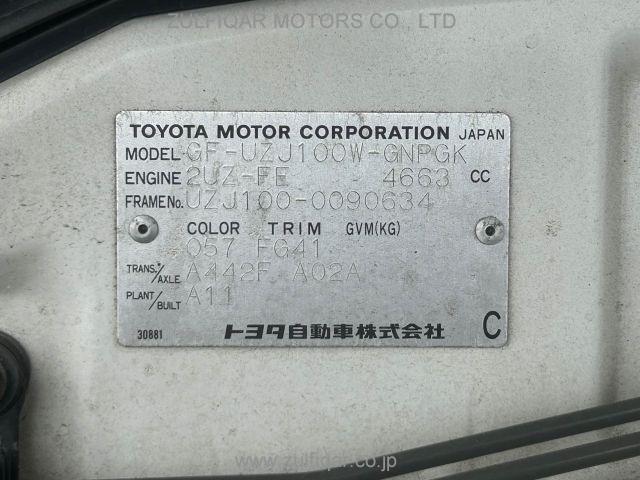 ZULFIQAR MOTORS CO LTD
TOYOTA MOTOR CORPORATION JAPAN
MODEL GF-UZJ100W-GNPGK
ENGINE 2UZ-FE 4663 CC
FRAME No. UZJ100-0090634
COLOR TRIM GVM(KG)
057 FG41
TRANS./AXLE A442F A02A
PLANT/BUILT A11
30881 トヨタ自動車株式会社 C
www.zulfiqar.co.jp